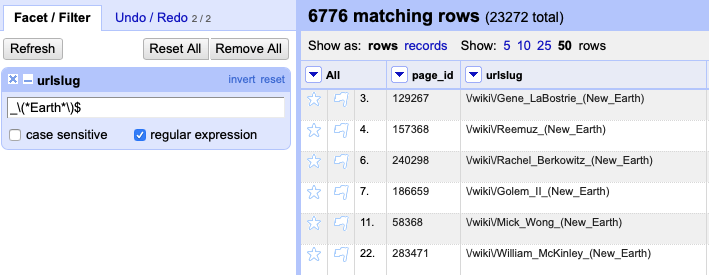 Facet / Filter Undo / Redo 2 / 2
Refresh Reset All Remove All
urlslug invert reset
_\(*Earth*\)$
case sensitive regular expression
6776 matching rows (23272 total)
Show as: rows records Show: 5 10 25 50 rows
All page_id urlslug
3. 129267 \/wiki\/Gene_LaBostrie_(New_Earth)
4. 157368 \/wiki\/Reemuz_(New_Earth)
6. 240298 \/wiki\/Rachel_Berkowitz_(New_Earth)
7. 186659 \/wiki\/Golem_II_(New_Earth)
11. 58368 \/wiki\/Mick_Wong_(New_Earth)
22. 283471 \/wiki\/William_McKinley_(New_Earth)